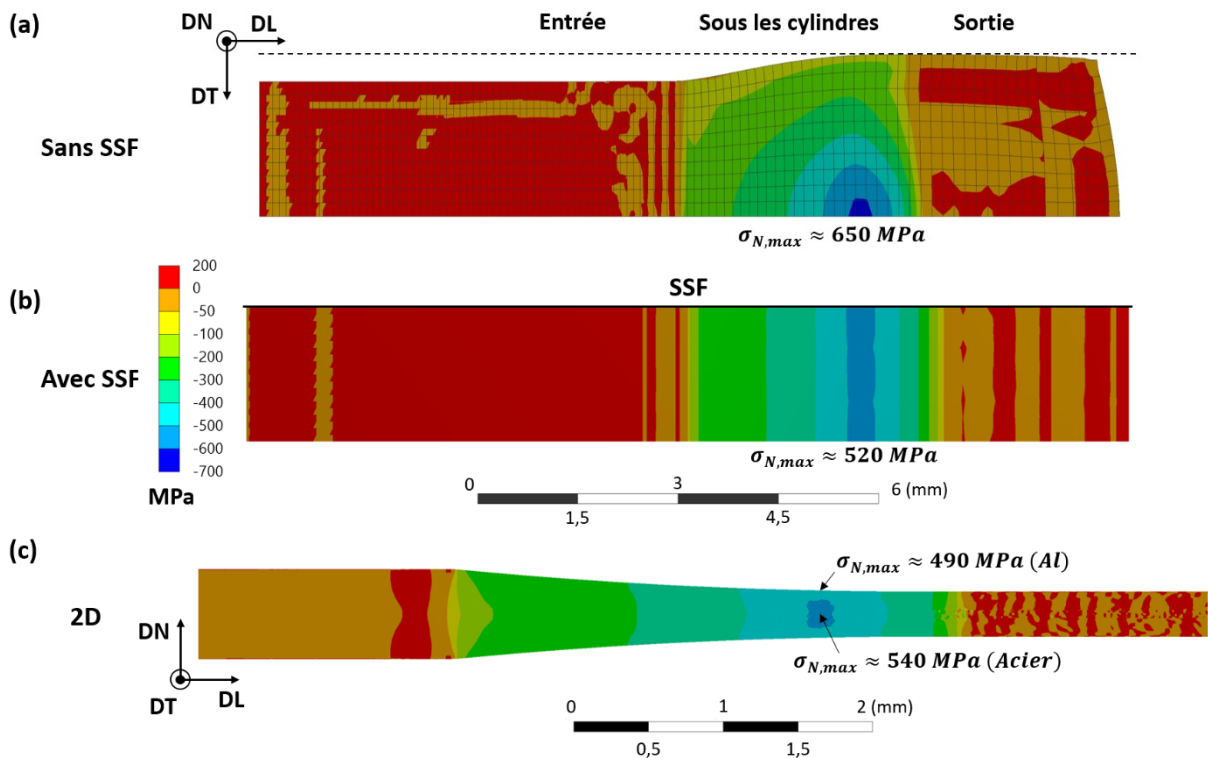 (a)
DN
DL
DT
Entrée
Sous les cylindres
Sortie
Sans SSF
σN,max ≈ 650 MPa
(b)
Avec SSF
200
0
-50
-100
-200
-300
-400
-500
-600
-700
MPa
SSF
σN,max ≈ 520 MPa
0
3
6 (mm)
1,5
4,5
(c)
2D
DN
DT
DL
σN,max ≈ 490 MPa (Al)
σN,max ≈ 540 MPa (Acier)
0
1
2 (mm)
0,5
1,5